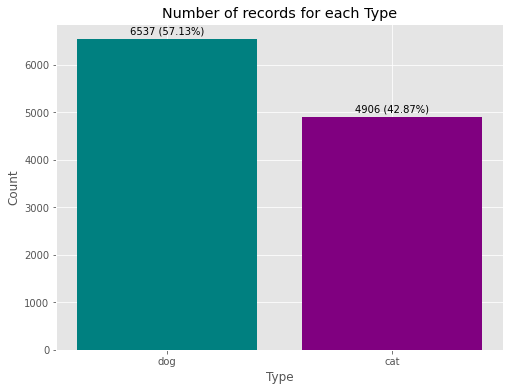 Number of records for each Type
6537 (57.13%)
4906 (42.87%)
6000
5000
4000
3000
2000
1000
0
Count
dog
cat
Type